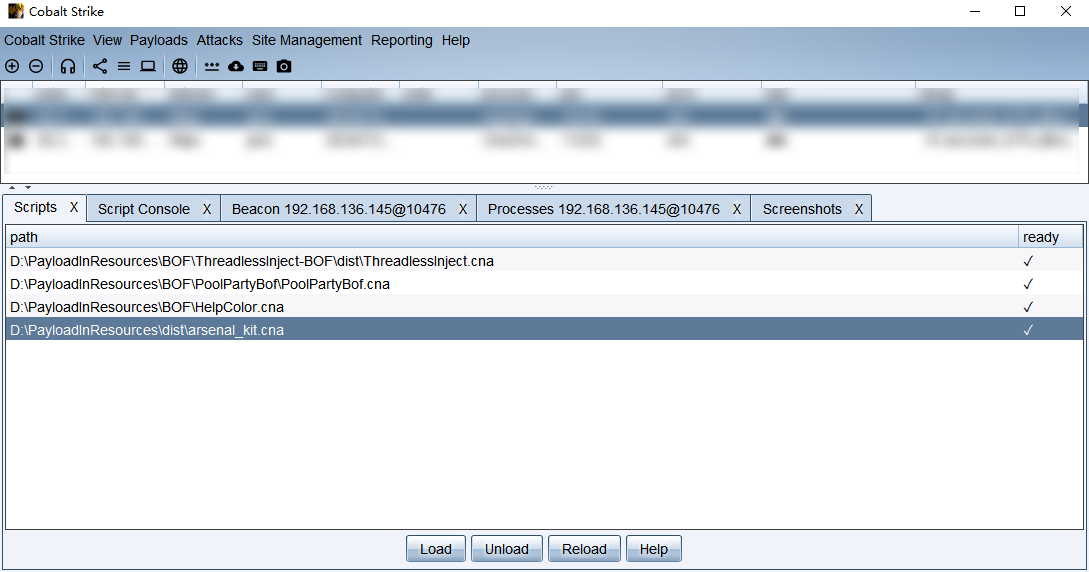 Cobalt Strike
Cobalt Strike View Payloads Attacks Site Management Reporting Help
Scripts X Script Console X Beacon 192.168.136.145@10476 X Processes 192.168.136.145@10476 X Screenshots X
path ready
D:\PayloadInResources\BOF\ThreadlessInject-BOF\dist\ThreadlessInject.cna ✓
D:\PayloadInResources\BOF\PoolPartyBof\PoolPartyBof.cna ✓
D:\PayloadInResources\BOF\HelpColor.cna ✓
D:\PayloadInResources\dist\arsenal_kit.cna ✓
Load Unload Reload Help